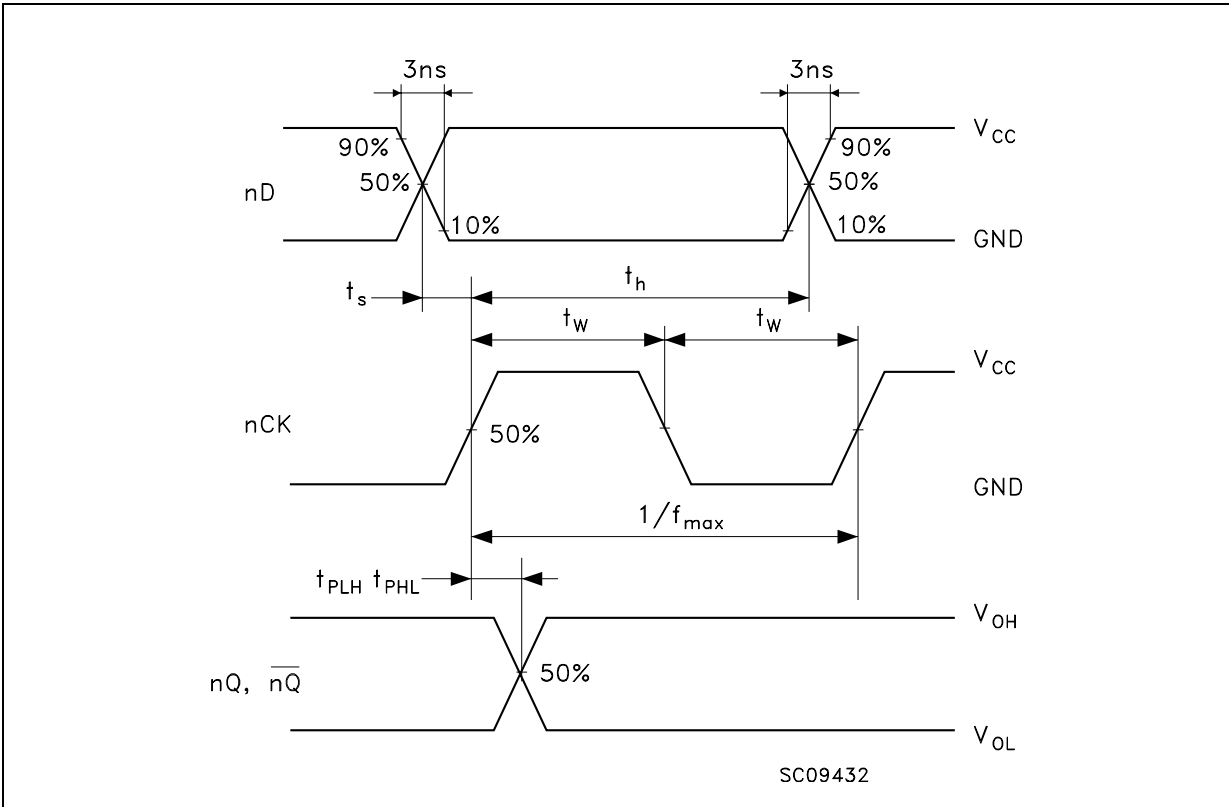 3ns 3ns
V_CC
90% 90%
nD 50% 50%
10% 10%
GND
t_s t_h
t_W t_W
V_CC
nCK 50%
GND
1/f_max
t_PLH t_PHL
V_OH
nQ, n̅Q̅ 50%
V_OL
SC09432